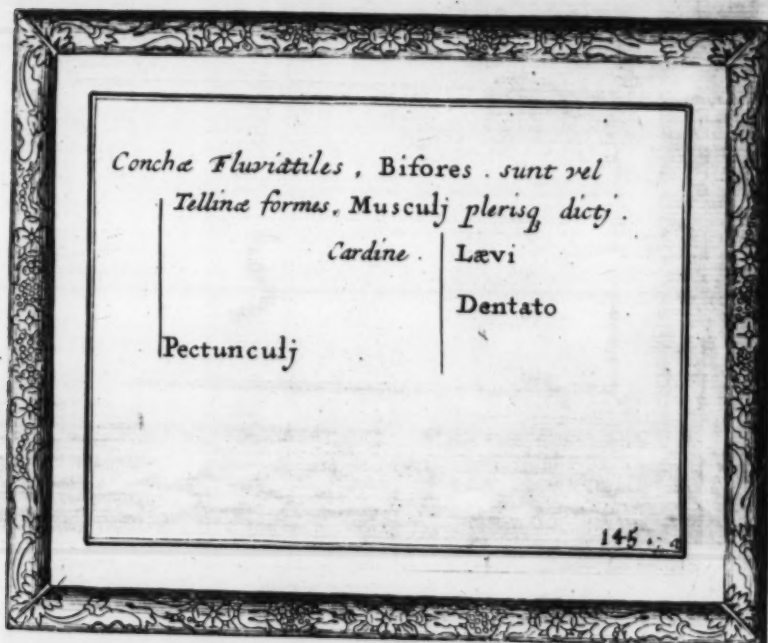 Conchæ Fluviatiles, Bifores. sunt vel
Tellinæ formes, Musculj plerisq dictj.
Cardine. Lævi
Dentato
Pectunculj
145. a